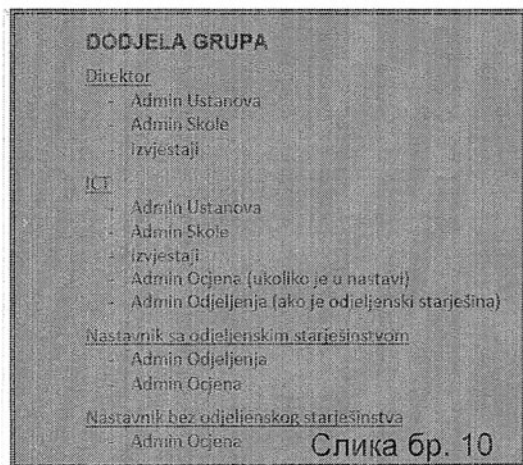 DODJELA GRUPA
Direktor
- Admin Ustanova
- Admin Skole
- izvjestaji
ICT
- Admin Ustanova
- Admin Skole
- izvjestaji
- Admin Ocjena (ukoliko je u nastavi)
- Admin Odjeljenja (ako je odjeljenski starješina)
Nastavnik sa odjeljenskim starješinstvom
- Admin Odjeljenja
- Admin Ocjena
Nastavnik bez odjeljenskog starješinstva
- Admin Ocjena
Слика бр. 10